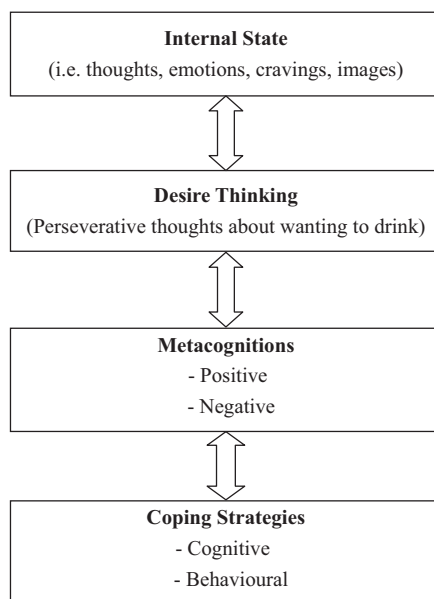 Internal State
(i.e. thoughts, emotions, cravings, images)
Desire Thinking
(Perseverative thoughts about wanting to drink)
Metacognitions
- Positive
- Negative
Coping Strategies
- Cognitive
- Behavioural